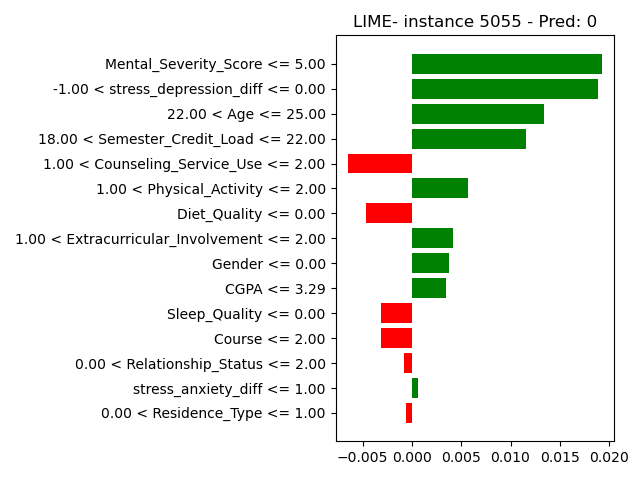 LIME- instance 5055 - Pred: 0
Mental_Severity_Score <= 5.00
-1.00 < stress_depression_diff <= 0.00
22.00 < Age <= 25.00
18.00 < Semester_Credit_Load <= 22.00
1.00 < Counseling_Service_Use <= 2.00
1.00 < Physical_Activity <= 2.00
Diet_Quality <= 0.00
1.00 < Extracurricular_Involvement <= 2.00
Gender <= 0.00
CGPA <= 3.29
Sleep_Quality <= 0.00
Course <= 2.00
0.00 < Relationship_Status <= 2.00
stress_anxiety_diff <= 1.00
0.00 < Residence_Type <= 1.00
−0.005 0.000 0.005 0.010 0.015 0.020